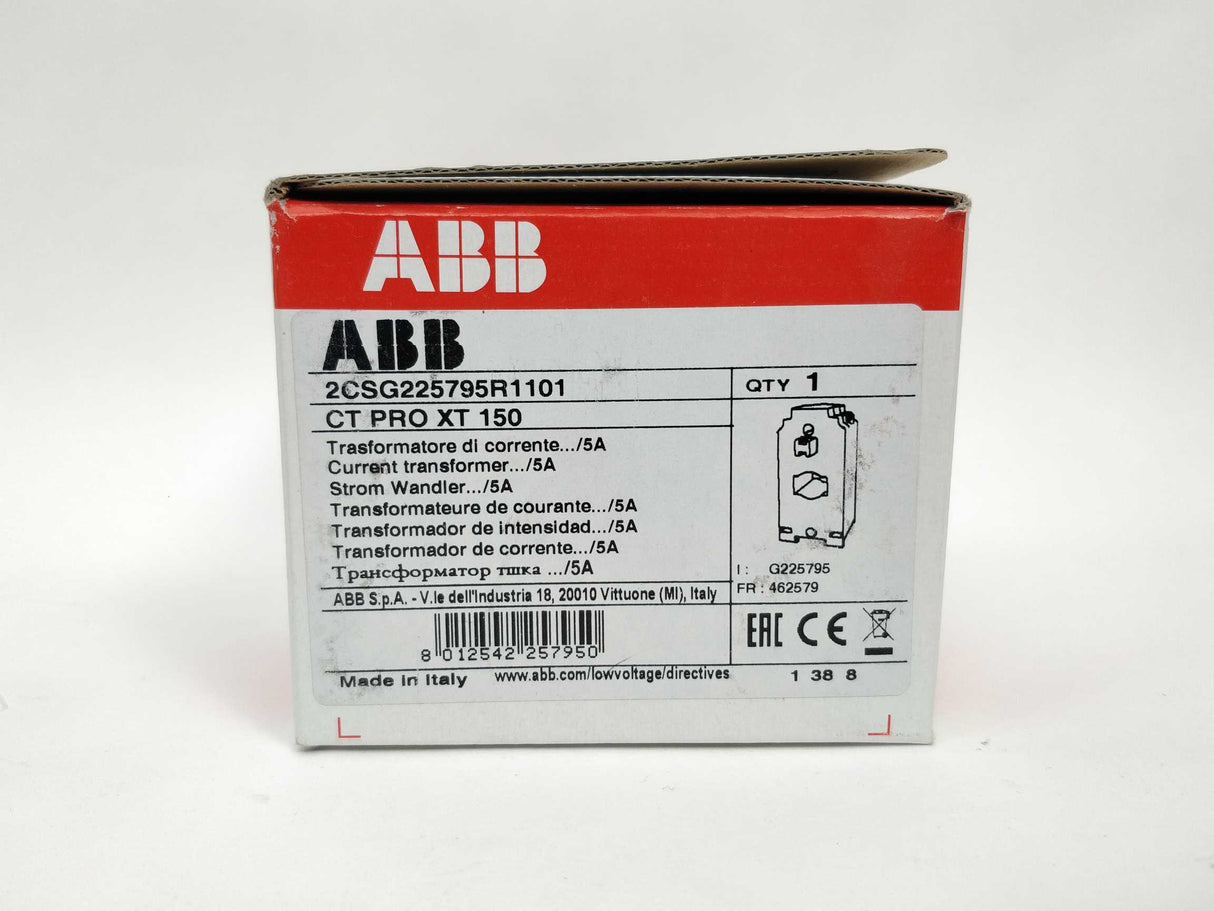 ABB
ABB
2CSG225795R1101
QTY 1
CT PRO XT 150
Trasformatore di corrente.../5A
Current transformer.../5A
Strom Wandler.../5A
Transformateure de courante.../5A
Transformador de intensidad.../5A
Transformador de corrente.../5A
Трансформатор тшка .../5A
I : G225795
FR : 462579
ABB S.p.A. - V.le dell'Industria 18, 20010 Vittuone (MI), Italy
8 012542 257950
EAC CE
Made in Italy
www.abb.com/lowvoltage/directives
1 38 8